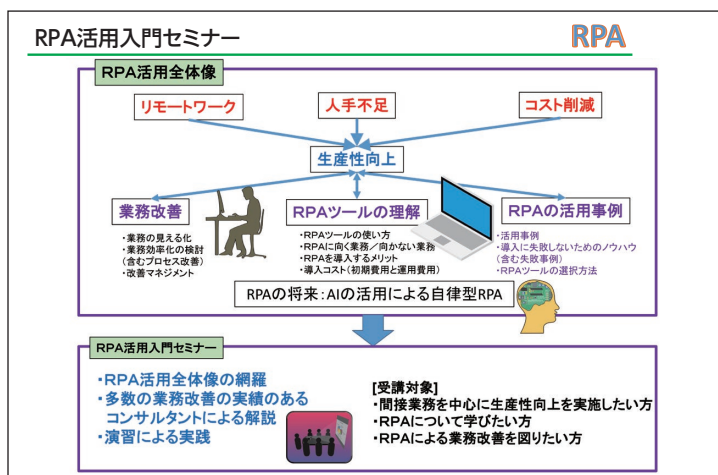 RPA活用入門セミナー
RPA
RPA活用全体像
リモートワーク
人手不足
コスト削減
生産性向上
業務改善
・業務の見える化
・業務効率化の検討
(含むプロセス改善)
・改善マネジメント
RPAツールの理解
・RPAツールの使い方
・RPAに向く業務/向かない業務
・RPAを導入するメリット
・導入コスト(初期費用と運用費用)
RPAの活用事例
・活用事例
・導入に失敗しないためのノウハウ
(含む失敗事例)
・RPAツールの選択方法
RPAの将来:AIの活用による自律型RPA
RPA活用入門セミナー
・RPA活用全体像の網羅
・多数の業務改善の実績のある
コンサルタントによる解説
・演習による実践
[受講対象]
・間接業務を中心に生産性向上を実施したい方
・RPAについて学びたい方
・RPAによる業務改善を図りたい方